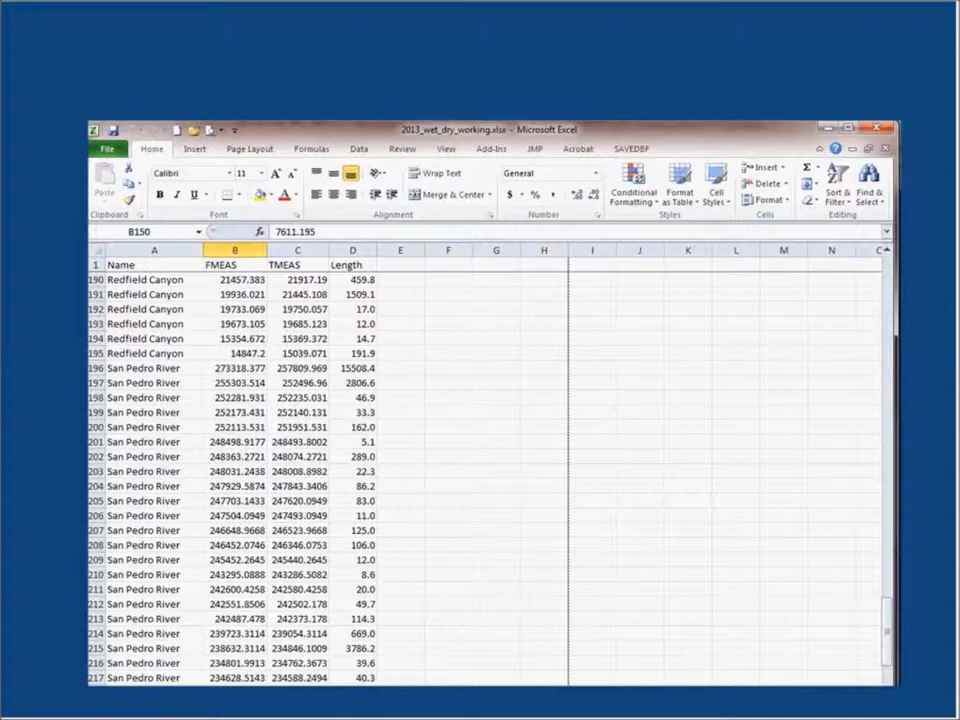 2013_wet_dry_working.xlsx - Microsoft Excel
File Home Insert Page Layout Formulas Data Review View Add-Ins JMP Acrobat SAVEDBF
Calibri 11 A A Wrap Text General Σ Insert
Paste B I U A Merge & Center $ % , Conditional Formatting Format as Table Cell Styles Delete Format Sort & Filter Find & Select
Clipboard Font Alignment Number Styles Cells Editing
B150 fx 7611.195
A B C D E F G H I J K L M N
1 Name FMEAS TMEAS Length
190 Redfield Canyon 21457.383 21917.19 459.8
191 Redfield Canyon 19936.021 21445.108 1509.1
192 Redfield Canyon 19733.069 19750.057 17.0
193 Redfield Canyon 19673.105 19685.123 12.0
194 Redfield Canyon 15354.672 15369.372 14.7
195 Redfield Canyon 14847.2 15039.071 191.9
196 San Pedro River 273318.377 257809.969 15508.4
197 San Pedro River 255303.514 252496.96 2806.6
198 San Pedro River 252281.931 252235.031 46.9
199 San Pedro River 252173.431 252140.131 33.3
200 San Pedro River 252113.531 251951.531 162.0
201 San Pedro River 248498.9177 248493.8002 5.1
202 San Pedro River 248363.2721 248074.2721 289.0
203 San Pedro River 248031.2438 248008.8982 22.3
204 San Pedro River 247929.5874 247843.3406 86.2
205 San Pedro River 247703.1433 247620.0949 83.0
206 San Pedro River 247504.0949 247493.0949 11.0
207 San Pedro River 246648.9668 246523.9668 125.0
208 San Pedro River 246452.0746 246346.0753 106.0
209 San Pedro River 245452.2645 245440.2645 12.0
210 San Pedro River 243295.0888 243286.5082 8.6
211 San Pedro River 242600.4258 242580.4258 20.0
212 San Pedro River 242551.8506 242502.178 49.7
213 San Pedro River 242487.478 242373.178 114.3
214 San Pedro River 239723.3114 239054.3114 669.0
215 San Pedro River 238632.3114 234846.1009 3786.2
216 San Pedro River 234801.9913 234762.3673 39.6
217 San Pedro River 234628.5143 234588.2494 40.3